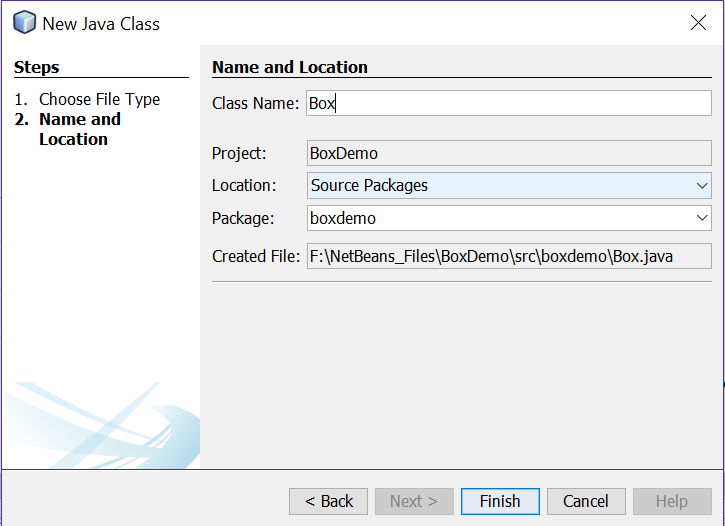 New Java Class
Steps
1. Choose File Type
2. Name and
Location
Name and Location
Class Name: Box
Project: BoxDemo
Location: Source Packages
Package: boxdemo
Created File: F:\NetBeans_Files\BoxDemo\src\boxdemo\Box.java
< Back Next > Finish Cancel Help